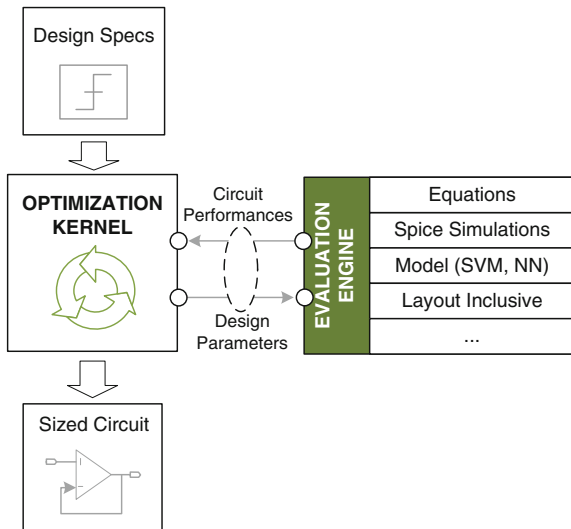 Design Specs
OPTIMIZATION
KERNEL
Circuit
Performances
Design
Parameters
EVALUATION
ENGINE
Equations
Spice Simulations
Model (SVM, NN)
Layout Inclusive
...
Sized Circuit